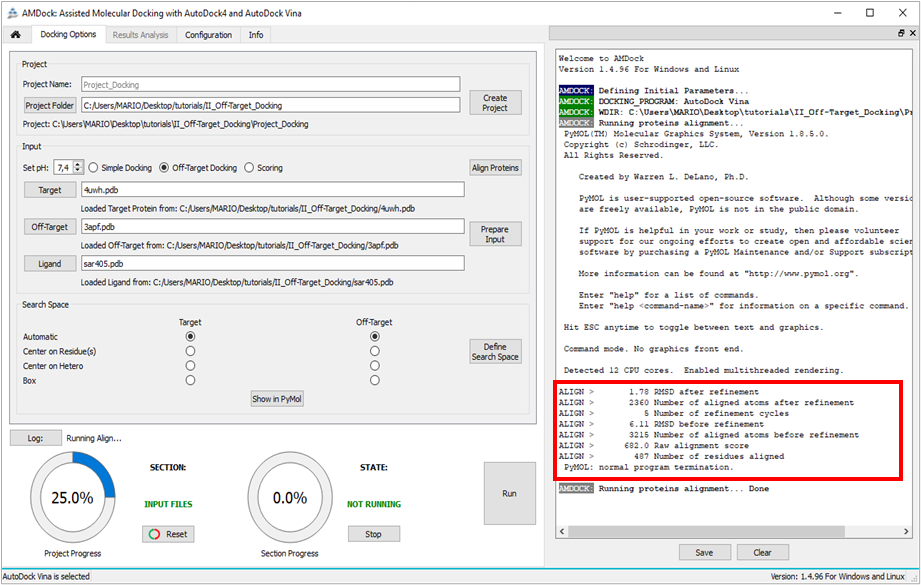 AMDock: Assisted Molecular Docking with AutoDock4 and AutoDock Vina
Docking Options Results Analysis Configuration Info
Project
Project Name: Project_Docking
Project Folder C:/Users/MARIO/Desktop/tutorials/II_Off-Target_Docking
Create Project
Project: C:\Users\MARIO\Desktop\tutorials\II_Off-Target_Docking\Project_Docking
Input
Set pH: 7,4 Simple Docking Off-Target Docking Scoring Align Proteins
Target 4uwh.pdb
Loaded Target Protein from: C:/Users/MARIO/Desktop/tutorials/II_Off-Target_Docking/4uwh.pdb
Off-Target 3apf.pdb
Prepare Input
Loaded Off-Target from: C:/Users/MARIO/Desktop/tutorials/II_Off-Target_Docking/3apf.pdb
Ligand sar405.pdb
Loaded Ligand from: C:/Users/MARIO/Desktop/tutorials/II_Off-Target_Docking/sar405.pdb
Search Space
Target Off-Target
Automatic
Center on Residue(s)
Center on Hetero
Box
Define Search Space
Show in PyMol
Log: Running Align...
25.0%
Project Progress
SECTION:
INPUT FILES
Reset
0.0%
Section Progress
STATE:
NOT RUNNING
Stop
Run
Welcome to AMDock
Version 1.4.96 For Windows and Linux
AMDOCK: Defining Initial Parameters...
AMDOCK: DOCKING_PROGRAM: AutoDock Vina
AMDOCK: WDIR: C:\Users\MARIO\Desktop\tutorials\II_Off-Target_Docking\Pr
AMDOCK: Running proteins alignment...
PyMOL(TM) Molecular Graphics System, Version 1.8.5.0.
Copyright (c) Schrodinger, LLC.
All Rights Reserved.
Created by Warren L. DeLano, Ph.D.
PyMOL is user-supported open-source software. Although some versio
are freely available, PyMOL is not in the public domain.
If PyMOL is helpful in your work or study, then please volunteer
support for our ongoing efforts to create open and affordable scien
software by purchasing a PyMOL Maintenance and/or Support subscript
More information can be found at "http://www.pymol.org".
Enter "help" for a list of commands.
Enter "help <command-name>" for information on a specific command.
Hit ESC anytime to toggle between text and graphics.
Command mode. No graphics front end.
Detected 12 CPU cores. Enabled multithreaded rendering.
ALIGN > 1.78 RMSD after refinement
ALIGN > 2360 Number of aligned atoms after refinement
ALIGN > 5 Number of refinement cycles
ALIGN > 6.11 RMSD before refinement
ALIGN > 3215 Number of aligned atoms before refinement
ALIGN > 682.0 Raw alignment score
ALIGN > 487 Number of residues aligned
PyMOL: normal program termination.
AMDOCK: Running proteins alignment... Done
Save Clear
AutoDock Vina is selected
Version: 1.4.96 For Windows and Linux